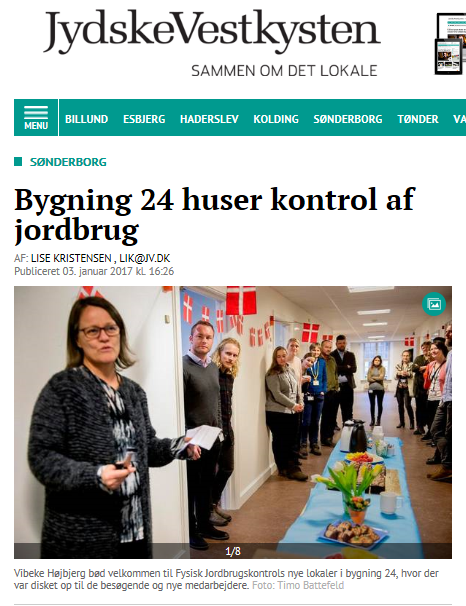 JydskeVestkysten
SAMMEN OM DET LOKALE
MENU
BILLUND ESBJERG HADERSLEV KOLDING SØNDERBORG TØNDER VA
SØNDERBORG
Bygning 24 huser kontrol af
jordbrug
AF: LISE KRISTENSEN , LIK@JV.DK
Publiceret 03. januar 2017 kl. 16:26
1/8
Vibeke Højbjerg bød velkommen til Fysisk Jordbrugskontrols nye lokaler i bygning 24, hvor der
var disket op til de besøgende og nye medarbejdere. Foto: Timo Battefeld